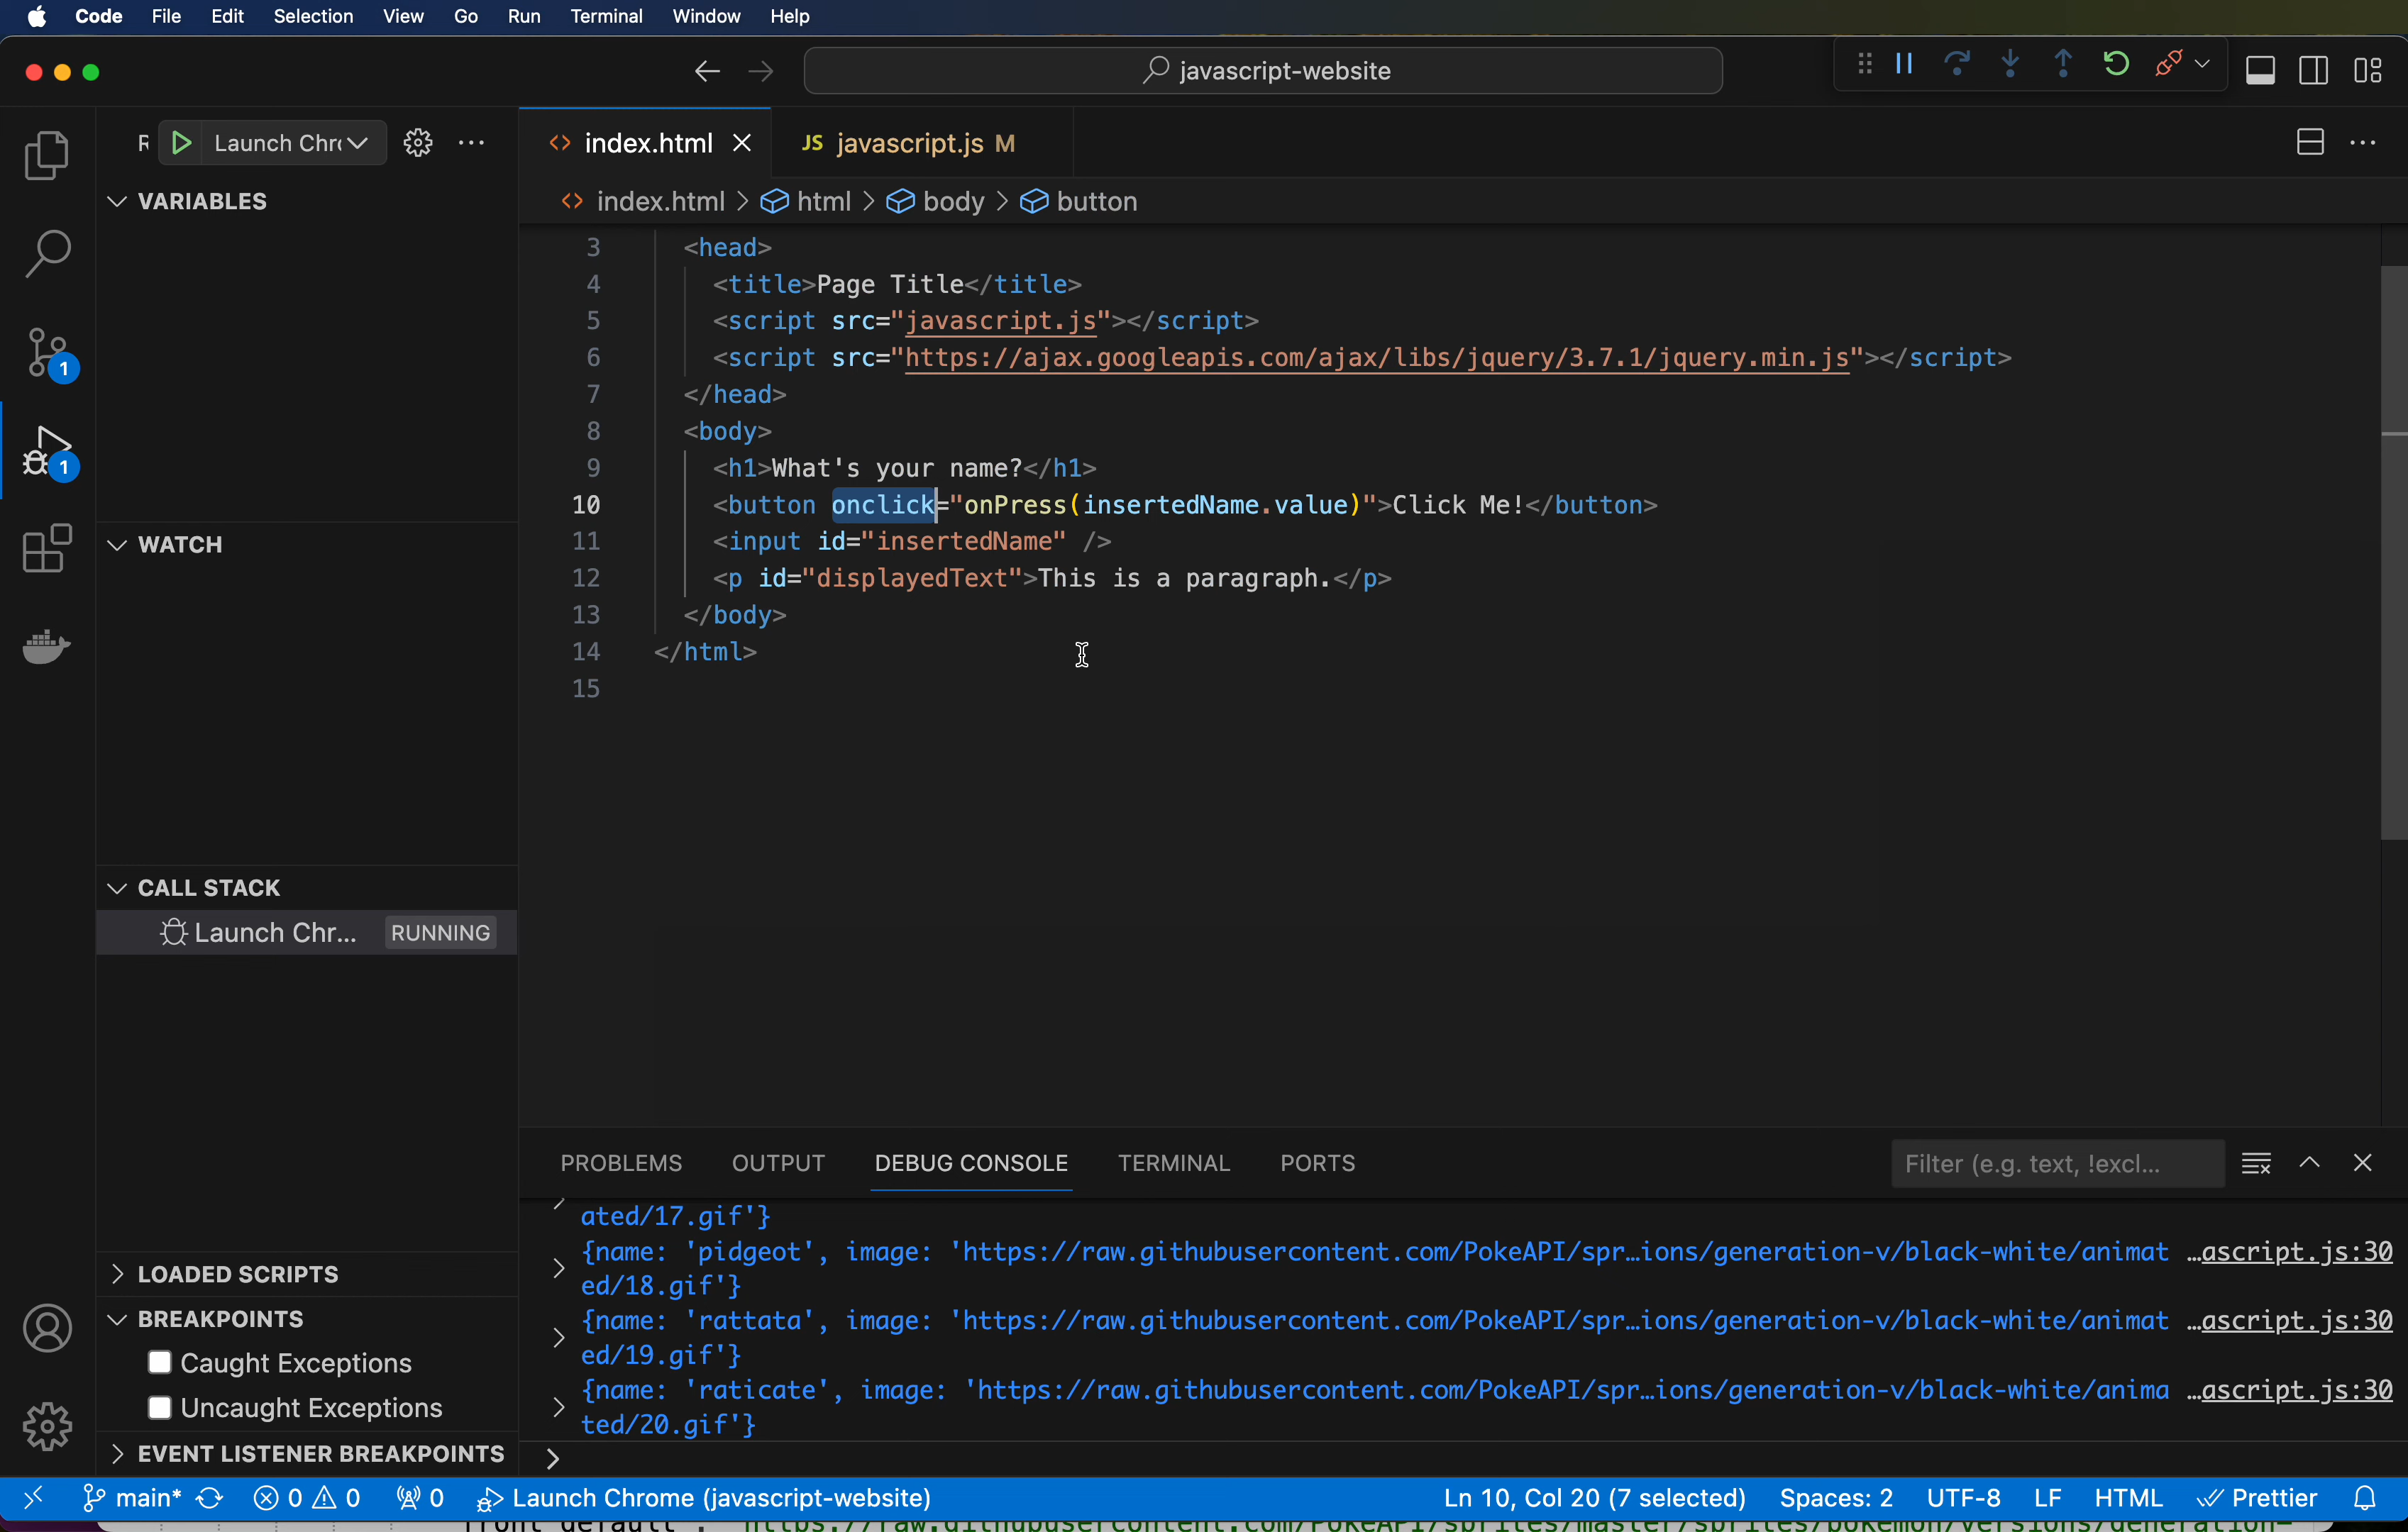 Code File Edit Selection View Go Run Terminal Window Help
javascript-website
Launch Chr
index.html
JS javascript.js M
VARIABLES
index.html > html > body > button
3 <head>
4 <title>Page Title</title>
5 <script src="javascript.js"></script>
6 <script src="https://ajax.googleapis.com/ajax/libs/jquery/3.7.1/jquery.min.js"></script>
7 </head>
8 <body>
9 <h1>What's your name?</h1>
10 <button onclick="onPress(insertedName.value)">Click Me!</button>
11 <input id="insertedName" />
12 <p id="displayedText">This is a paragraph.</p>
13 </body>
14 </html>
15
1
1
WATCH
CALL STACK
Launch Chr... RUNNING
LOADED SCRIPTS
BREAKPOINTS
Caught Exceptions
Uncaught Exceptions
EVENT LISTENER BREAKPOINTS
PROBLEMS OUTPUT DEBUG CONSOLE TERMINAL PORTS
Filter (e.g. text, !excl...
ated/17.gif'}
{name: 'pidgeot', image: 'https://raw.githubusercontent.com/PokeAPI/spr…ions/generation-v/black-white/animat …ascript.js:30
ed/18.gif'}
{name: 'rattata', image: 'https://raw.githubusercontent.com/PokeAPI/spr…ions/generation-v/black-white/animat …ascript.js:30
ed/19.gif'}
{name: 'raticate', image: 'https://raw.githubusercontent.com/PokeAPI/spr…ions/generation-v/black-white/anima …ascript.js:30
ted/20.gif'}
>
main* 0 0 0 Launch Chrome (javascript-website) Ln 10, Col 20 (7 selected) Spaces: 2 UTF-8 LF HTML Prettier